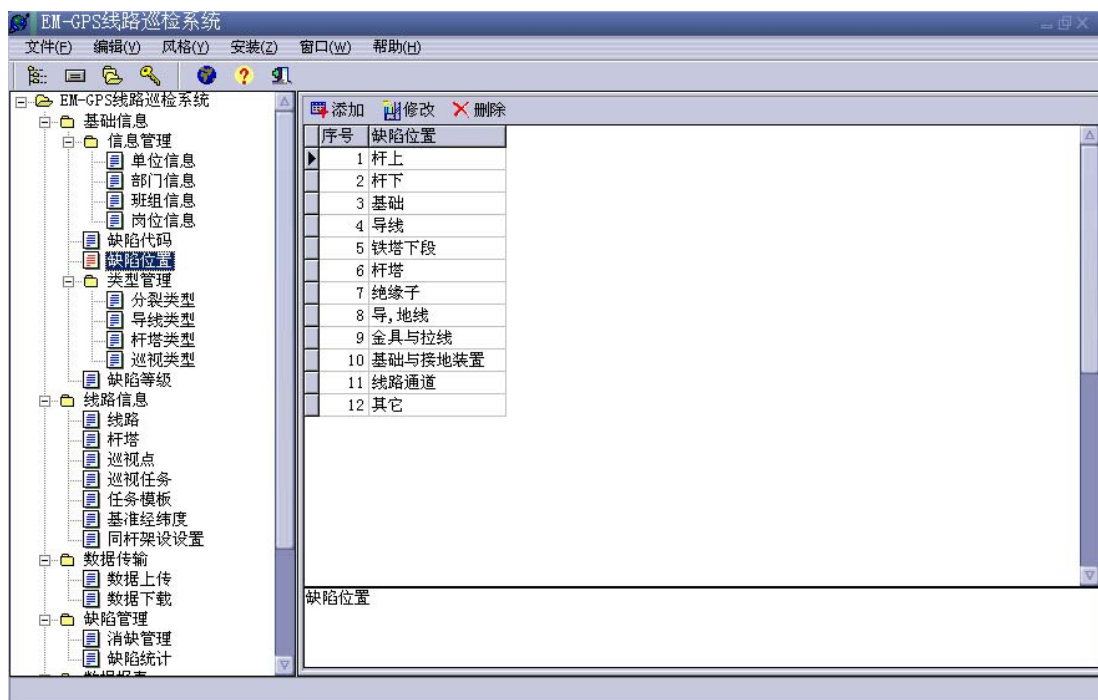 EM-GPS线路巡检系统
文件(F) 编辑(V) 风格(Y) 安装(Z) 窗口(W) 帮助(H)
EM-GPS线路巡检系统
基础信息
信息管理
单位信息
部门信息
班组信息
岗位信息
缺陷代码
缺陷位置
类型管理
分裂类型
导线类型
杆塔类型
巡视类型
缺陷等级
线路信息
线路
杆塔
巡视点
巡视任务
任务模板
基准经纬度
同杆架设设置
数据传输
数据上传
数据下载
缺陷管理
消缺管理
缺陷统计
数据报表
添加 修改 删除
序号 缺陷位置
1 杆上
2 杆下
3 基础
4 导线
5 铁塔下段
6 杆塔
7 绝缘子
8 导,地线
9 金具与拉线
10 基础与接地装置
11 线路通道
12 其它
缺陷位置